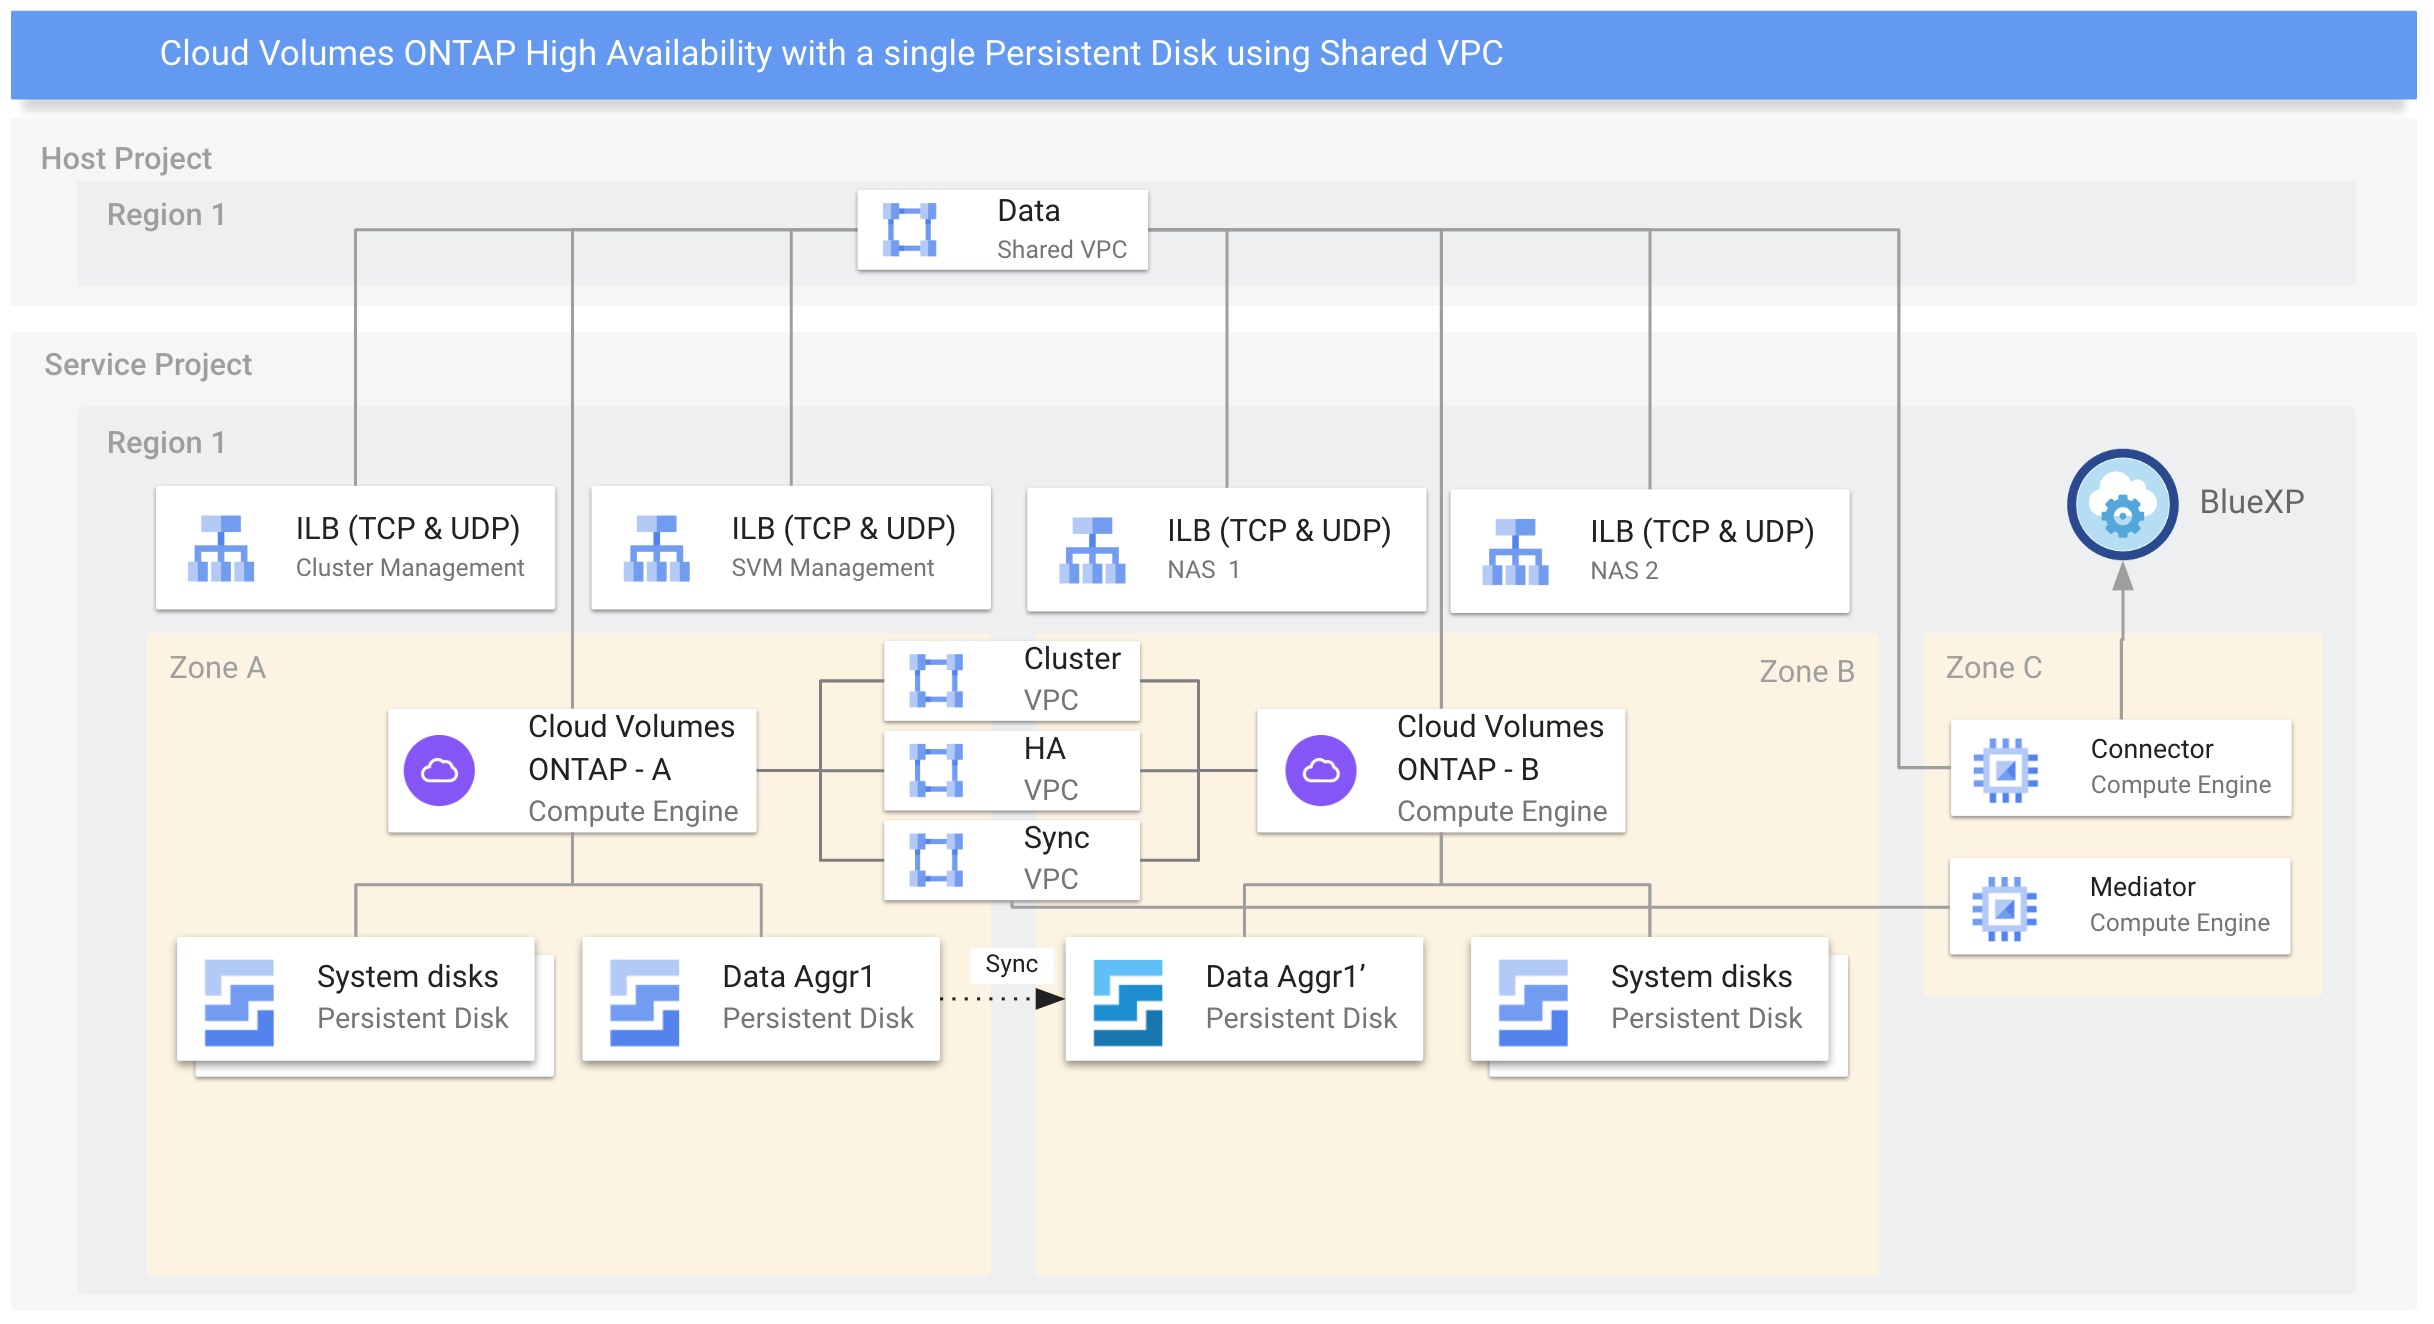 Cloud Volumes ONTAP High Availability with a single Persistent Disk using Shared VPC
Host Project
Region 1
Data
Shared VPC
Service Project
Region 1
ILB (TCP & UDP)
Cluster Management
ILB (TCP & UDP)
SVM Management
ILB (TCP & UDP)
NAS 1
ILB (TCP & UDP)
NAS 2
BlueXP
Zone A
Cloud Volumes
ONTAP - A
Compute Engine
Cluster
VPC
HA
VPC
Sync
VPC
Zone B
Cloud Volumes
ONTAP - B
Compute Engine
Zone C
Connector
Compute Engine
Mediator
Compute Engine
System disks
Persistent Disk
Data Aggr1
Persistent Disk
Sync
Data Aggr1’
Persistent Disk
System disks
Persistent Disk